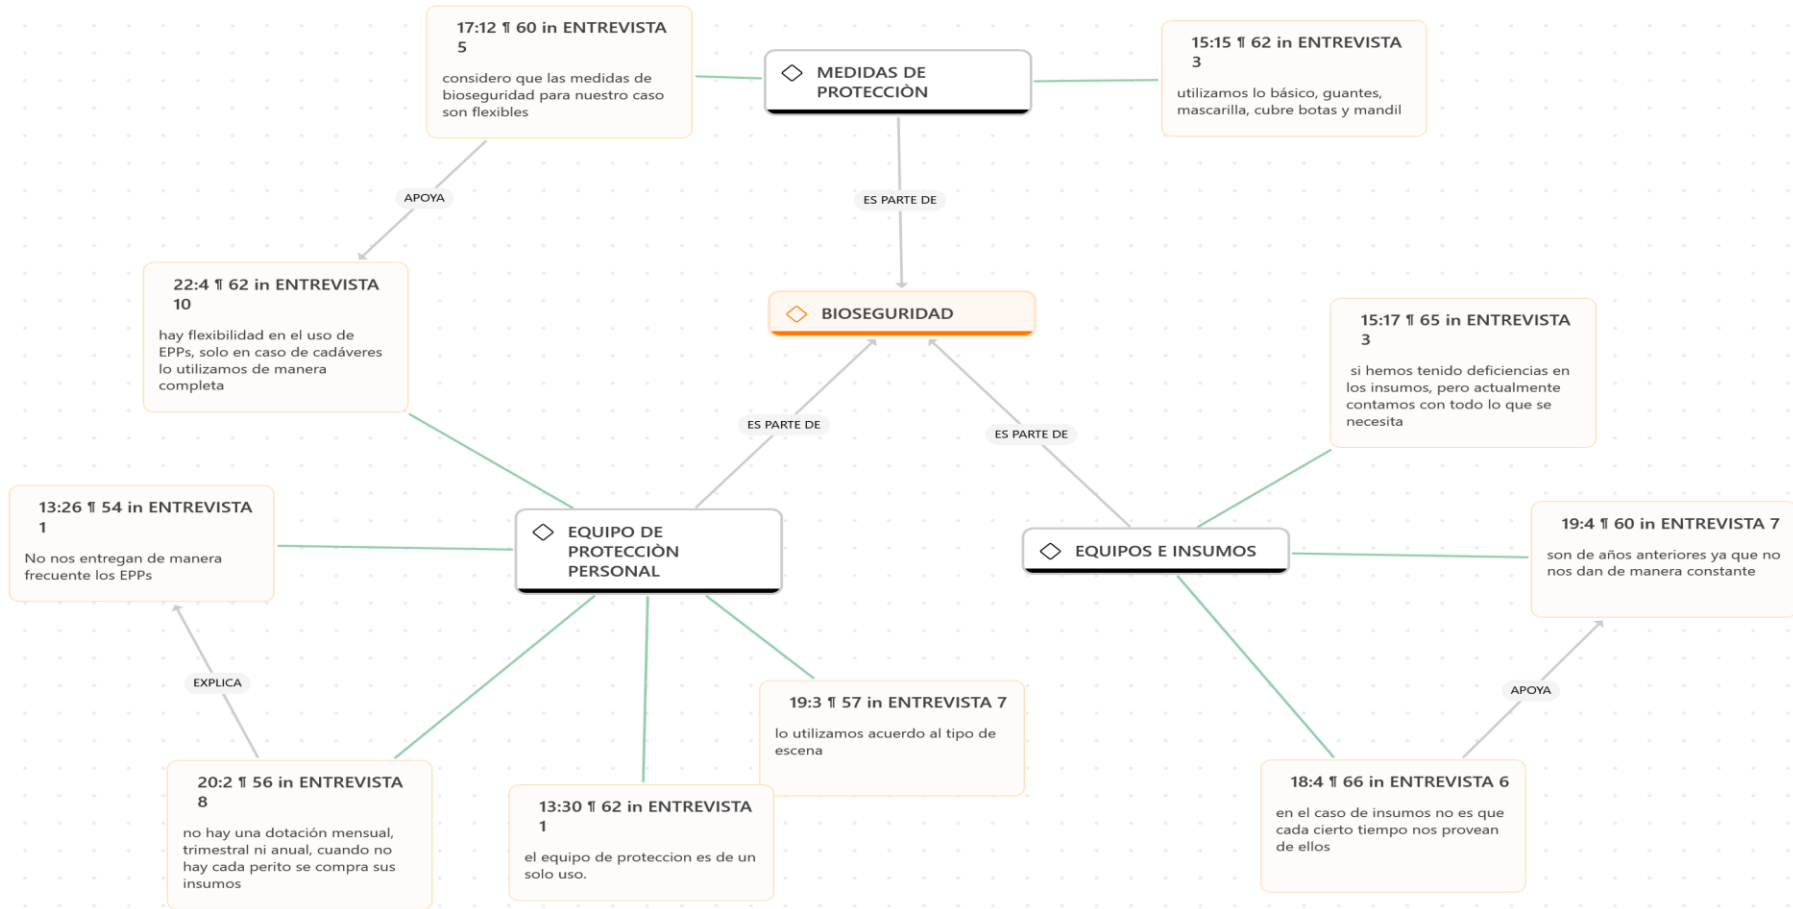 17:12 ¶ 60 in ENTREVISTA
5
considero que las medidas de
bioseguridad para nuestro caso
son flexibles
MEDIDAS DE
PROTECCIÒN
15:15 ¶ 62 in ENTREVISTA
3
utilizamos lo básico, guantes,
mascarilla, cubre botas y mandil
APOYA
ES PARTE DE
22:4 ¶ 62 in ENTREVISTA
10
hay flexibilidad en el uso de
EPPs, solo en caso de cadáveres
lo utilizamos de manera
completa
BIOSEGURIDAD
15:17 ¶ 65 in ENTREVISTA
3
si hemos tenido deficiencias en
los insumos, pero actualmente
contamos con todo lo que se
necesita
ES PARTE DE
ES PARTE DE
13:26 ¶ 54 in ENTREVISTA
1
No nos entregan de manera
frecuente los EPPs
EQUIPO DE
PROTECCIÒN
PERSONAL
EQUIPOS E INSUMOS
19:4 ¶ 60 in ENTREVISTA 7
son de años anteriores ya que no
nos dan de manera constante
EXPLICA
APOYA
19:3 ¶ 57 in ENTREVISTA 7
lo utilizamos acuerdo al tipo de
escena
20:2 ¶ 56 in ENTREVISTA
8
no hay una dotación mensual,
trimestral ni anual, cuando no
hay cada perito se compra sus
insumos
13:30 ¶ 62 in ENTREVISTA
1
el equipo de proteccion es de un
solo uso.
18:4 ¶ 66 in ENTREVISTA 6
en el caso de insumos no es que
cada cierto tiempo nos provean
de ellos